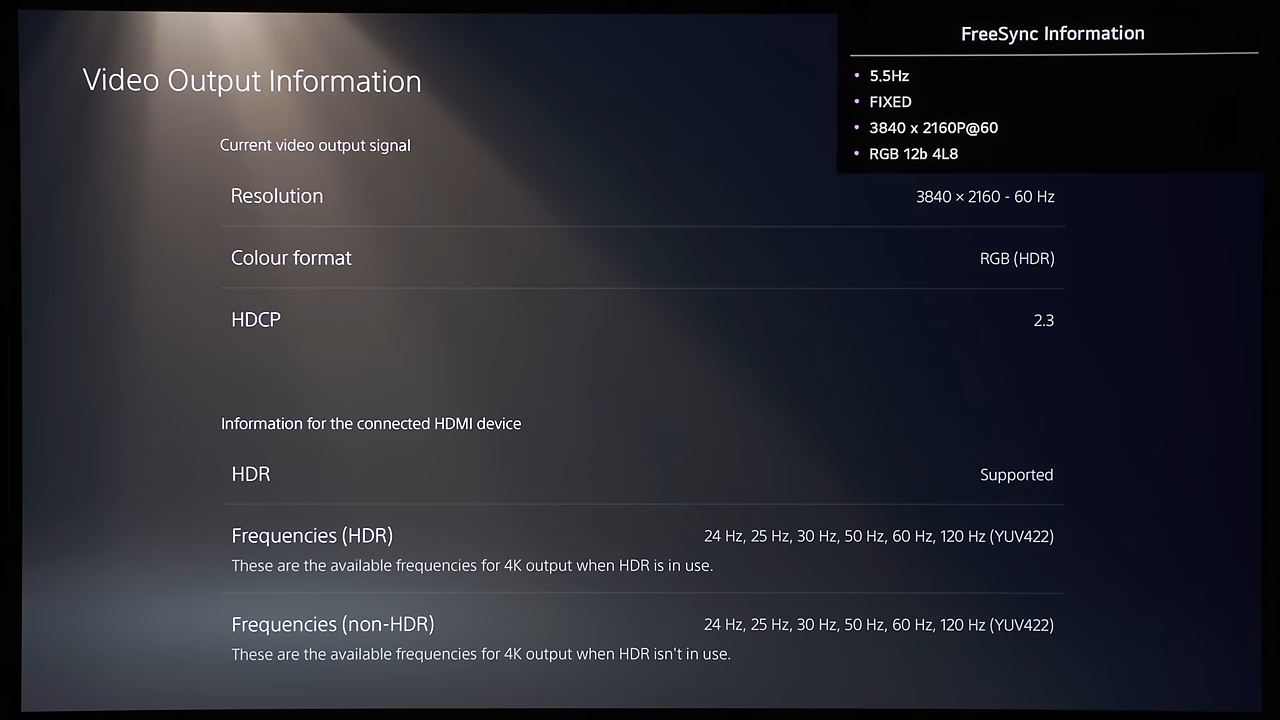 FreeSync Information
• 5.5Hz
• FIXED
• 3840 x 2160P@60
• RGB 12b 4L8
Video Output Information
Current video output signal
Resolution 3840 × 2160 - 60 Hz
Colour format RGB (HDR)
HDCP 2.3
Information for the connected HDMI device
HDR Supported
Frequencies (HDR) 24 Hz, 25 Hz, 30 Hz, 50 Hz, 60 Hz, 120 Hz (YUV422)
These are the available frequencies for 4K output when HDR is in use.
Frequencies (non-HDR) 24 Hz, 25 Hz, 30 Hz, 50 Hz, 60 Hz, 120 Hz (YUV422)
These are the available frequencies for 4K output when HDR isn't in use.